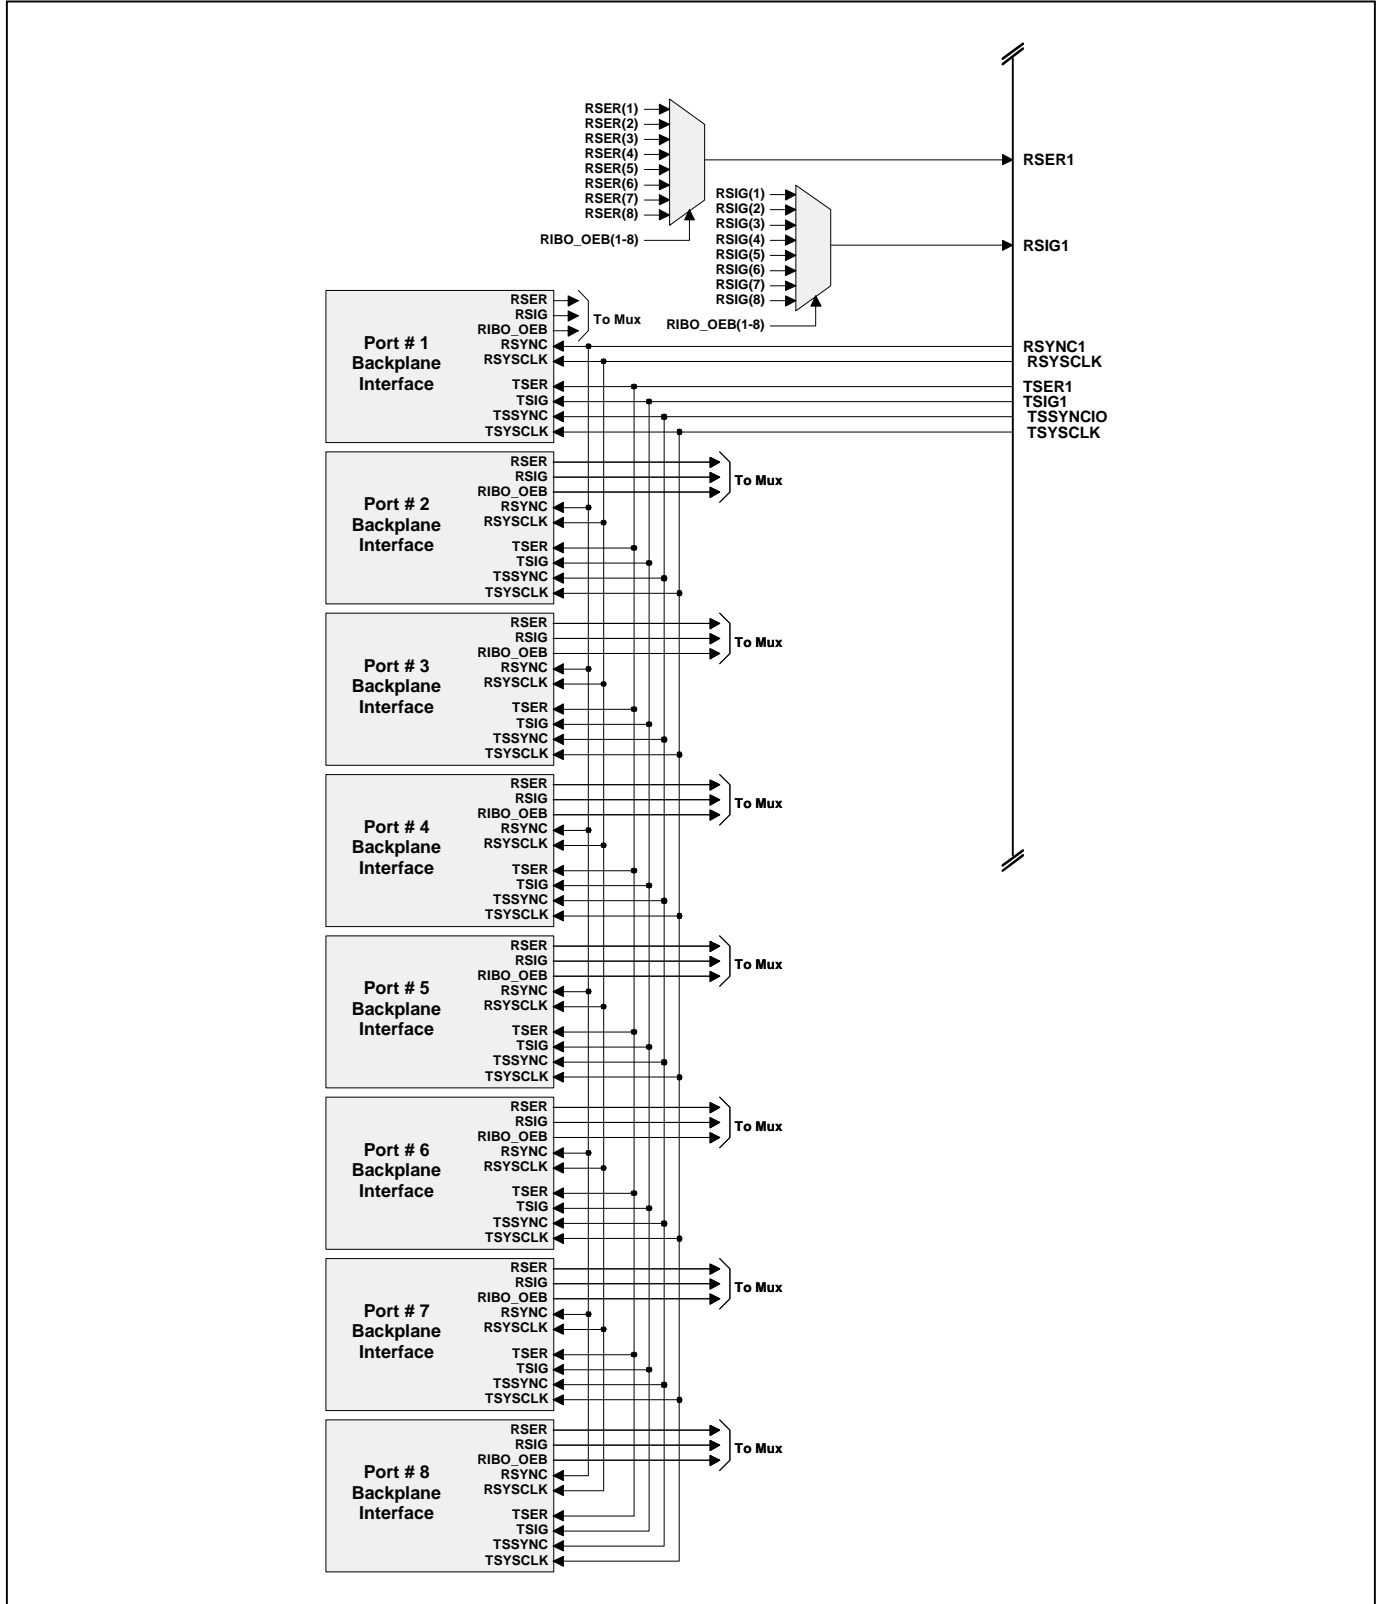 RSER(1)
RSER(2)
RSER(3)
RSER(4)
RSER(5)
RSER(6)
RSER(7)
RSER(8)
RIBO_OEB(1-8)
RSER1
RSIG(1)
RSIG(2)
RSIG(3)
RSIG(4)
RSIG(5)
RSIG(6)
RSIG(7)
RSIG(8)
RIBO_OEB(1-8)
RSIG1
Port # 1
Backplane
Interface
RSER
RSIG
RIBO_OEB
RSYNC
RSYSCLK
TSER
TSIG
TSSYNC
TSYSCLK
To Mux
RSYNC1
RSYSCLK
TSER1
TSIG1
TSSYNCIO
TSYSCLK
Port # 2
Backplane
Interface
RSER
RSIG
RIBO_OEB
RSYNC
RSYSCLK
TSER
TSIG
TSSYNC
TSYSCLK
To Mux
Port # 3
Backplane
Interface
RSER
RSIG
RIBO_OEB
RSYNC
RSYSCLK
TSER
TSIG
TSSYNC
TSYSCLK
To Mux
Port # 4
Backplane
Interface
RSER
RSIG
RIBO_OEB
RSYNC
RSYSCLK
TSER
TSIG
TSSYNC
TSYSCLK
To Mux
Port # 5
Backplane
Interface
RSER
RSIG
RIBO_OEB
RSYNC
RSYSCLK
TSER
TSIG
TSSYNC
TSYSCLK
To Mux
Port # 6
Backplane
Interface
RSER
RSIG
RIBO_OEB
RSYNC
RSYSCLK
TSER
TSIG
TSSYNC
TSYSCLK
To Mux
Port # 7
Backplane
Interface
RSER
RSIG
RIBO_OEB
RSYNC
RSYSCLK
TSER
TSIG
TSSYNC
TSYSCLK
To Mux
Port # 8
Backplane
Interface
RSER
RSIG
RIBO_OEB
RSYNC
RSYSCLK
TSER
TSIG
TSSYNC
TSYSCLK
To Mux